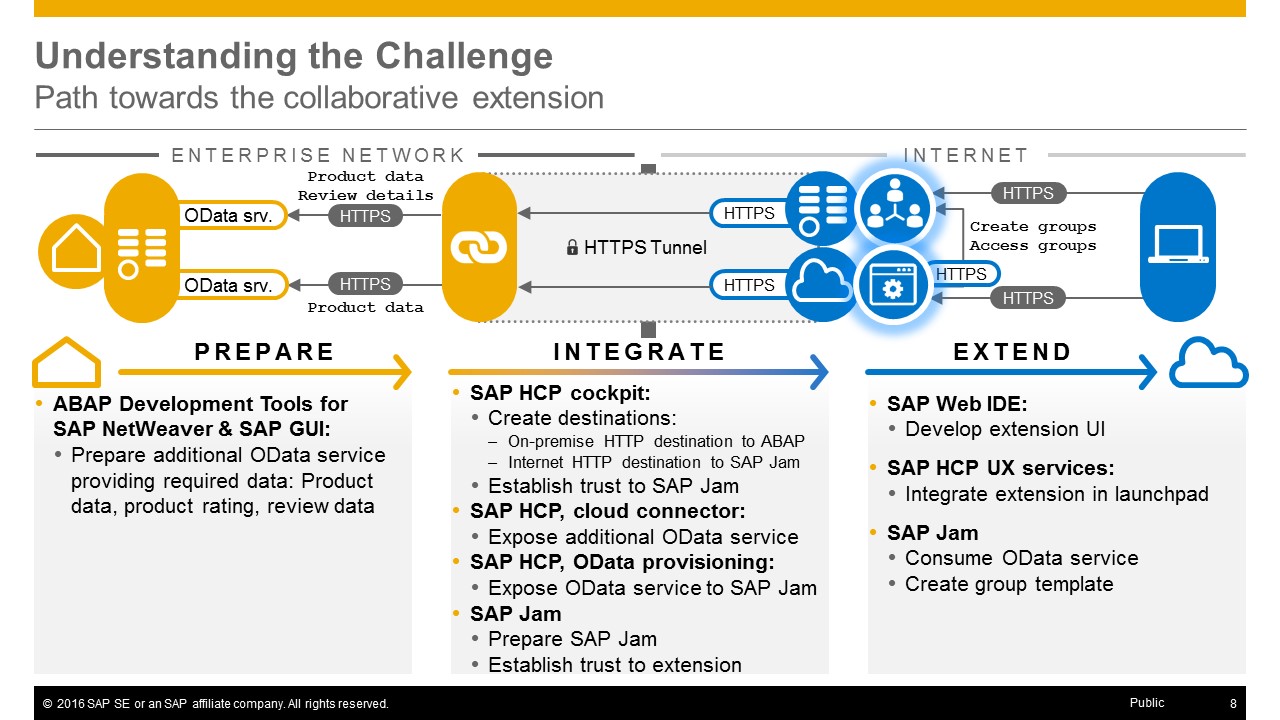 Understanding the Challenge
Path towards the collaborative extension
ENTERPRISE NETWORK
INTERNET
Product data
Review details
OData srv.
HTTPS
HTTPS
HTTPS
Create groups
Access groups
HTTPS Tunnel
HTTPS
OData srv.
HTTPS
HTTPS
HTTPS
Product data
PREPARE
• ABAP Development Tools for
SAP NetWeaver & SAP GUI:
• Prepare additional OData service
providing required data: Product
data, product rating, review data
INTEGRATE
• SAP HCP cockpit:
• Create destinations:
– On-premise HTTP destination to ABAP
– Internet HTTP destination to SAP Jam
• Establish trust to SAP Jam
• SAP HCP, cloud connector:
• Expose additional OData service
• SAP HCP, OData provisioning:
• Expose OData service to SAP Jam
• SAP Jam
• Prepare SAP Jam
• Establish trust to extension
EXTEND
• SAP Web IDE:
• Develop extension UI
• SAP HCP UX services:
• Integrate extension in launchpad
• SAP Jam
• Consume OData service
• Create group template
© 2016 SAP SE or an SAP affiliate company. All rights reserved.
Public
8